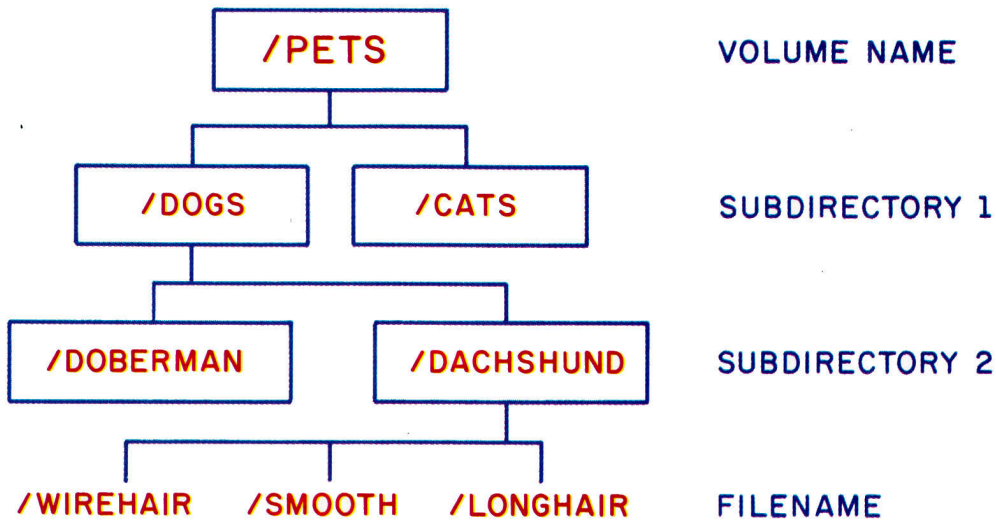 /PETS VOLUME NAME
/DOGS /CATS SUBDIRECTORY 1
/DOBERMAN /DACHSHUND SUBDIRECTORY 2
/WIREHAIR /SMOOTH /LONGHAIR FILENAME